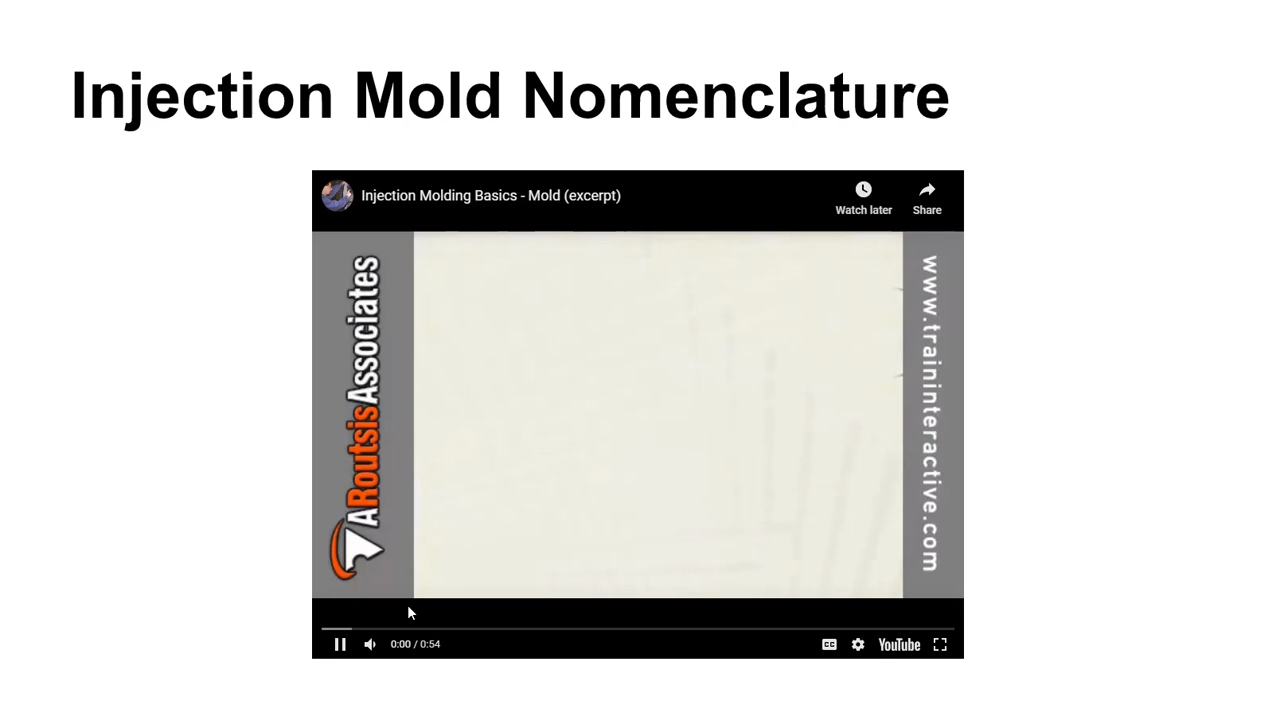 Injection Mold Nomenclature
Injection Molding Basics - Mold (excerpt)
Watch later
Share
ARoutsisAssociates
www.traininteractive.com
0:00 / 0:54
CC
YouTube